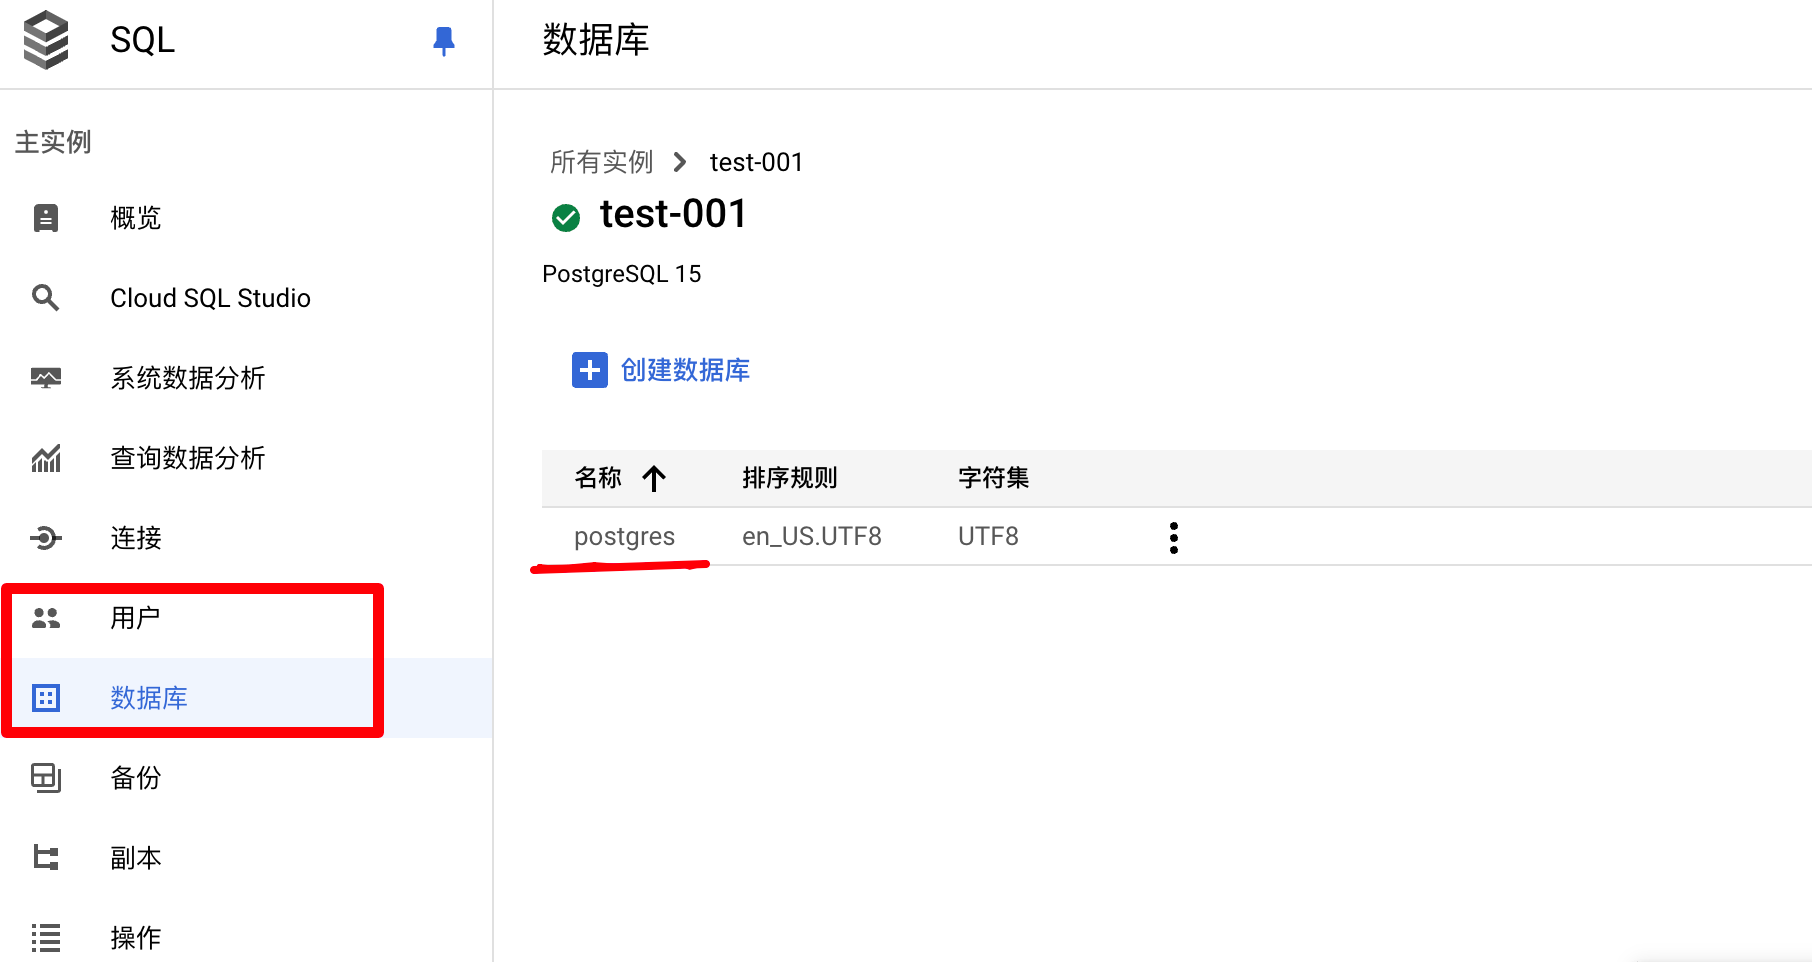 SQL
数据库
主实例
概览
Cloud SQL Studio
系统数据分析
查询数据分析
连接
用户
数据库
备份
副本
操作
所有实例 test-001
test-001
PostgreSQL 15
创建数据库
名称 排序规则 字符集
postgres en_US.UTF8 UTF8